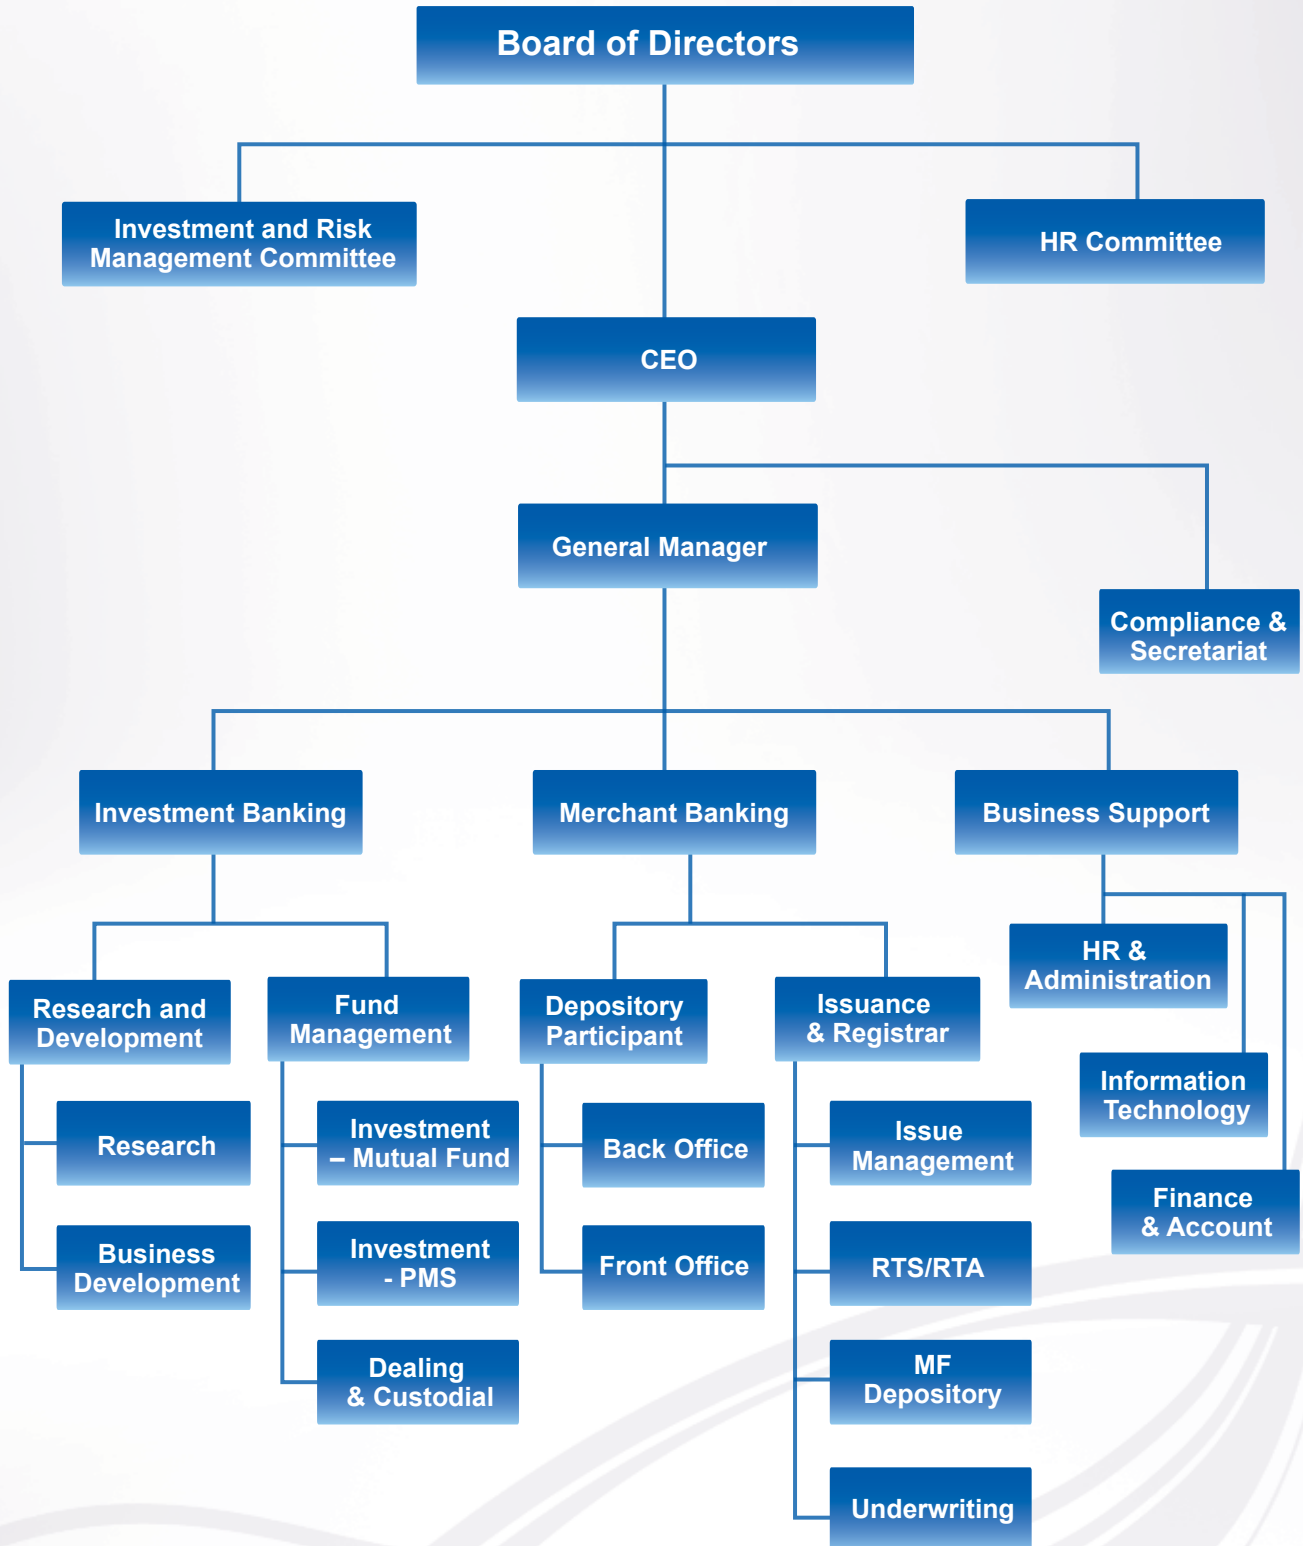 Board of Directors
Investment and Risk
Management Committee
HR Committee
CEO
General Manager
Compliance &
Secretariat
Investment Banking
Merchant Banking
Business Support
Research and
Development
Fund
Management
Depository
Participant
Issuance
& Registrar
HR &
Administration
Research
Business
Development
Investment
– Mutual Fund
Investment
- PMS
Dealing
& Custodial
Back Office
Front Office
Issue
Management
RTS/RTA
MF
Depository
Underwriting
Information
Technology
Finance
& Account